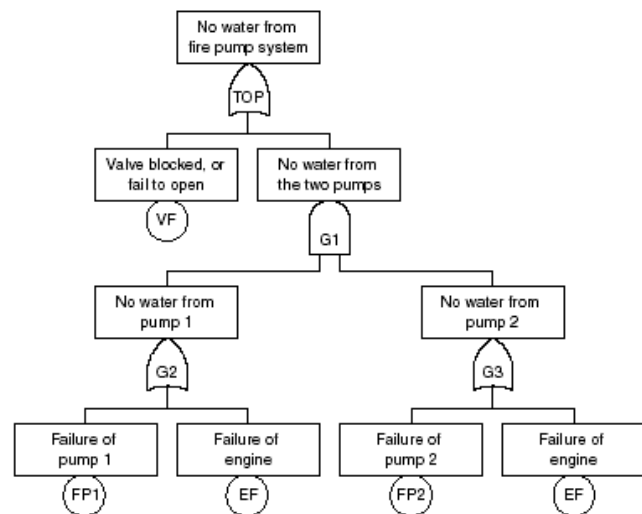 No water from
fire pump system
TOP
Valve blocked, or
fail to open
No water from
the two pumps
VF
G1
No water from
pump 1
No water from
pump 2
G2
G3
Failure of
pump 1
Failure of
engine
Failure of
pump 2
Failure of
engine
FP1
EF
FP2
EF